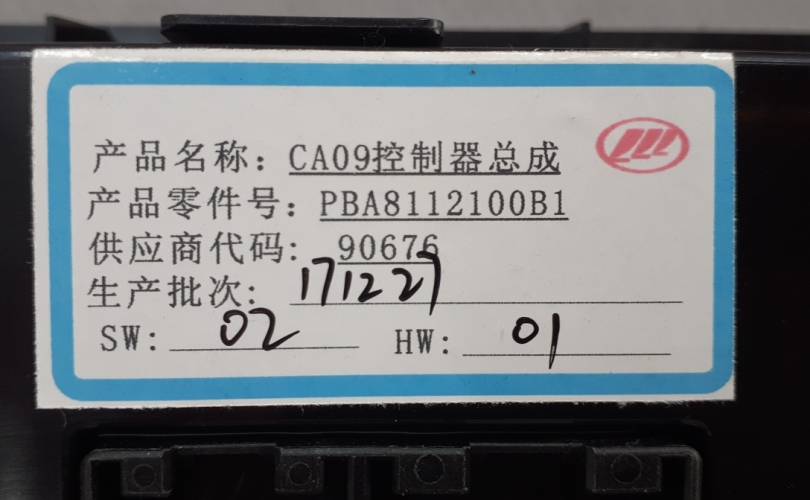 产品名称：CA09控制器总成
产品零件号：PBA8112100B1
供应商代码：90676
生产批次：171227
SW：02 HW：01